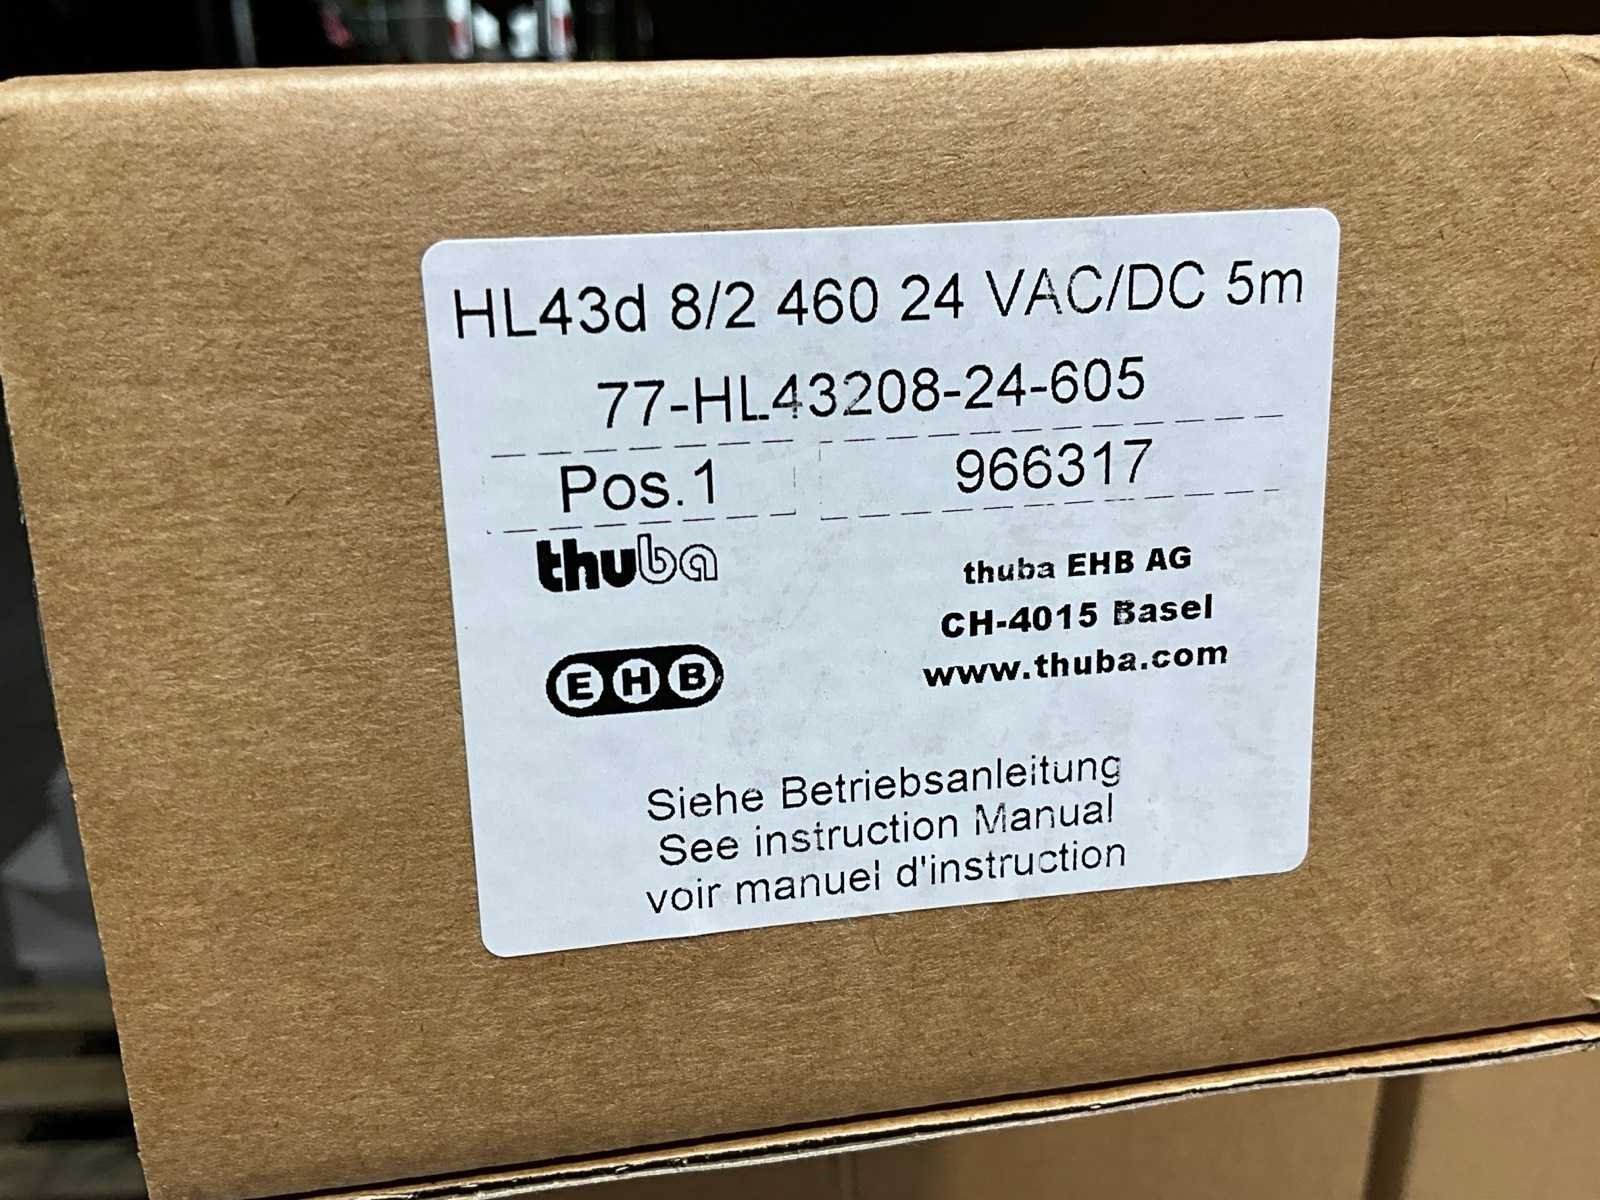 HL43d 8/2 460 24 VAC/DC 5m
77-HL43208-24-605
Pos.1 966317
thuba
EHB
thuba EHB AG
CH-4015 Basel
www.thuba.com
Siehe Betriebsanleitung
See instruction Manual
voir manuel d'instruction